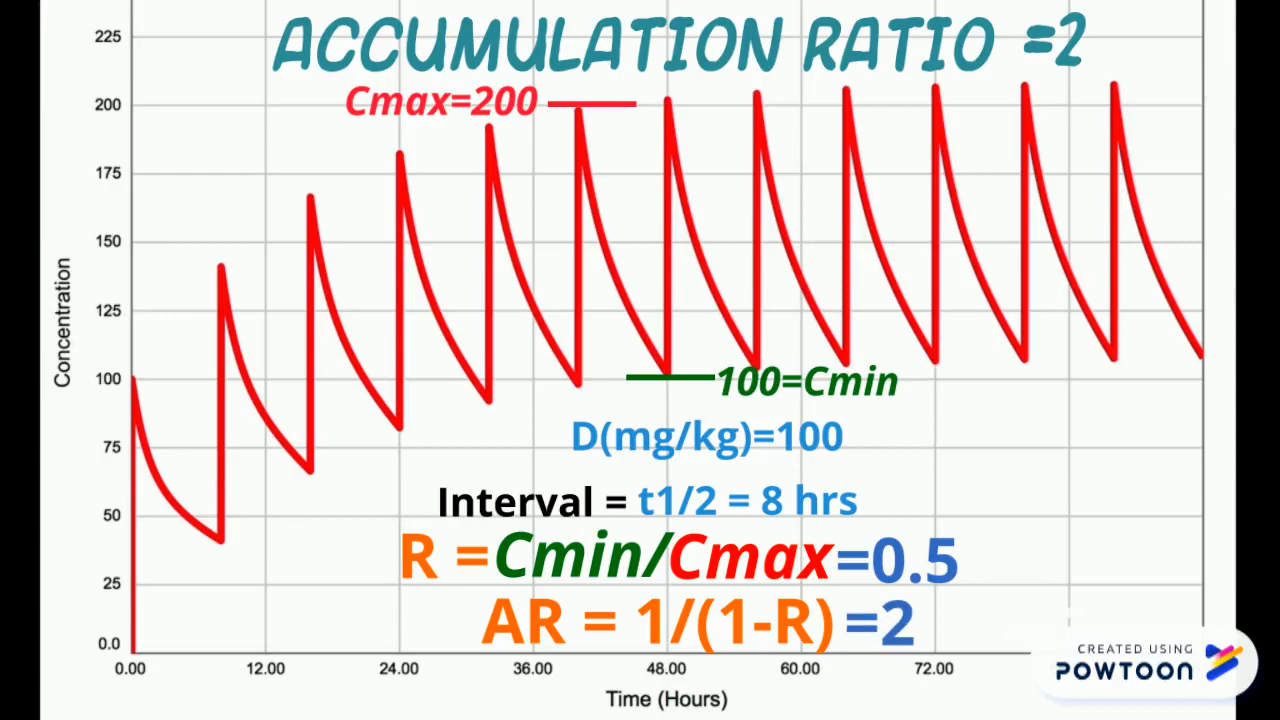 ACCUMULATION RATIO =2
225
Cmax=200
200
175
150
125
100
100=Cmin
75
D(mg/kg)=100
50
Interval = t1/2 = 8 hrs
R =Cmin/Cmax=0.5
25
AR = 1/(1-R)=2
0.0
Concentration
0.00 12.00 24.00 36.00 48.00 60.00 72.00
Time (Hours)
CREATED USING
POWTOON